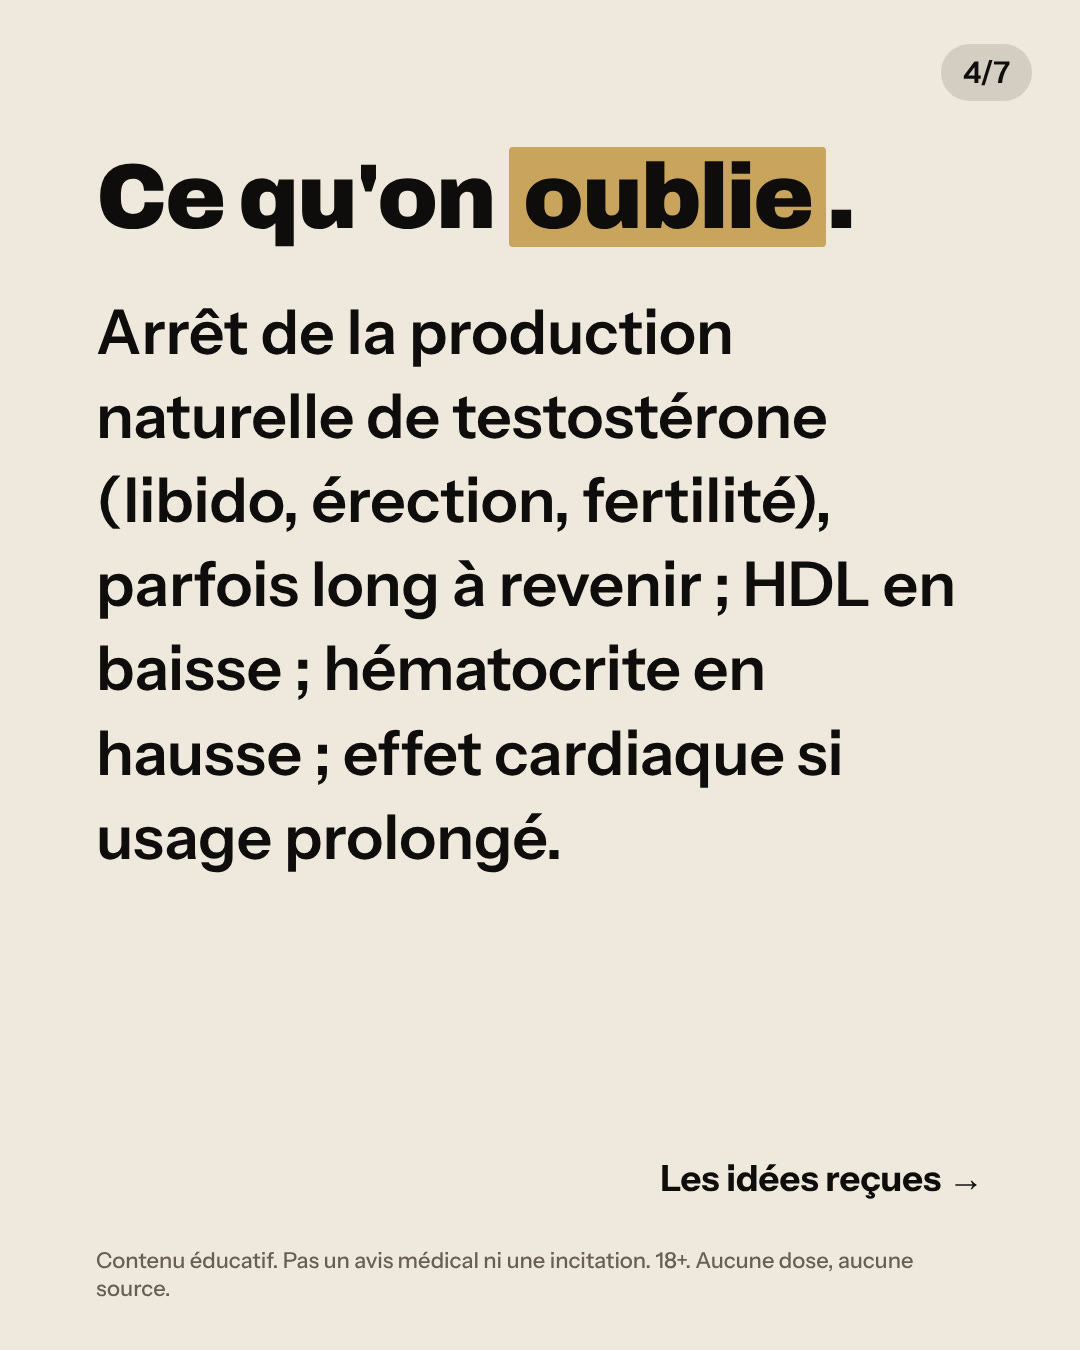 4/7
Ce qu'on oublie.
Arrêt de la production
naturelle de testostérone
(libido, érection, fertilité),
parfois long à revenir ; HDL en
baisse ; hématocrite en
hausse ; effet cardiaque si
usage prolongé.
Les idées reçues →
Contenu éducatif. Pas un avis médical ni une incitation. 18+. Aucune dose, aucune
source.